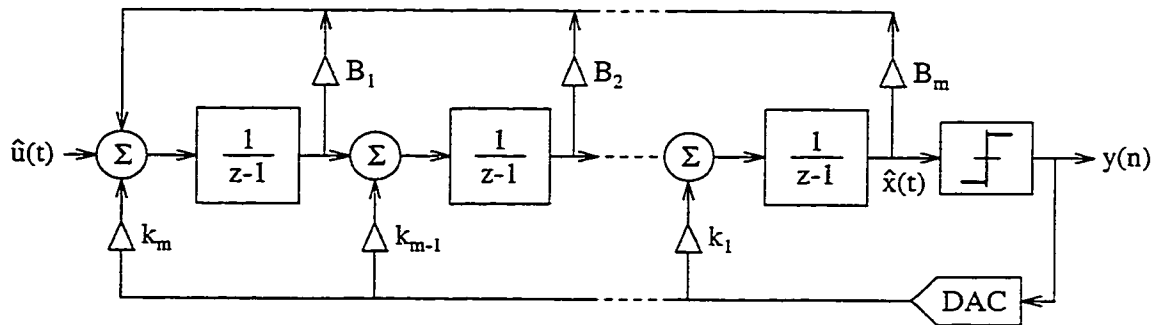 B₁ B₂ Bₘ
û(t) Σ 1/z-1 Σ 1/z-1 Σ 1/z-1 x̂(t) y(n)
kₘ kₘ₋₁ k₁
DAC